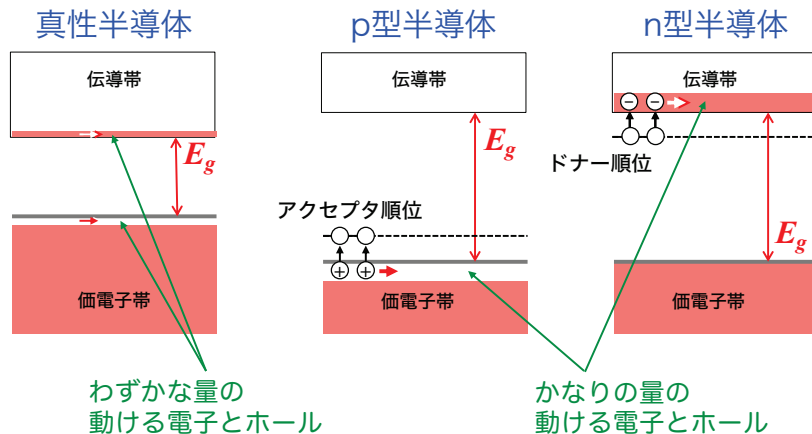 真性半導体
p型半導体
n型半導体
伝導帯
伝導帯
伝導帯
Eg
Eg
ドナー順位
アクセプタ順位
Eg
価電子帯
価電子帯
価電子帯
わずかな量の
動ける電子とホール
かなりの量の
動ける電子とホール